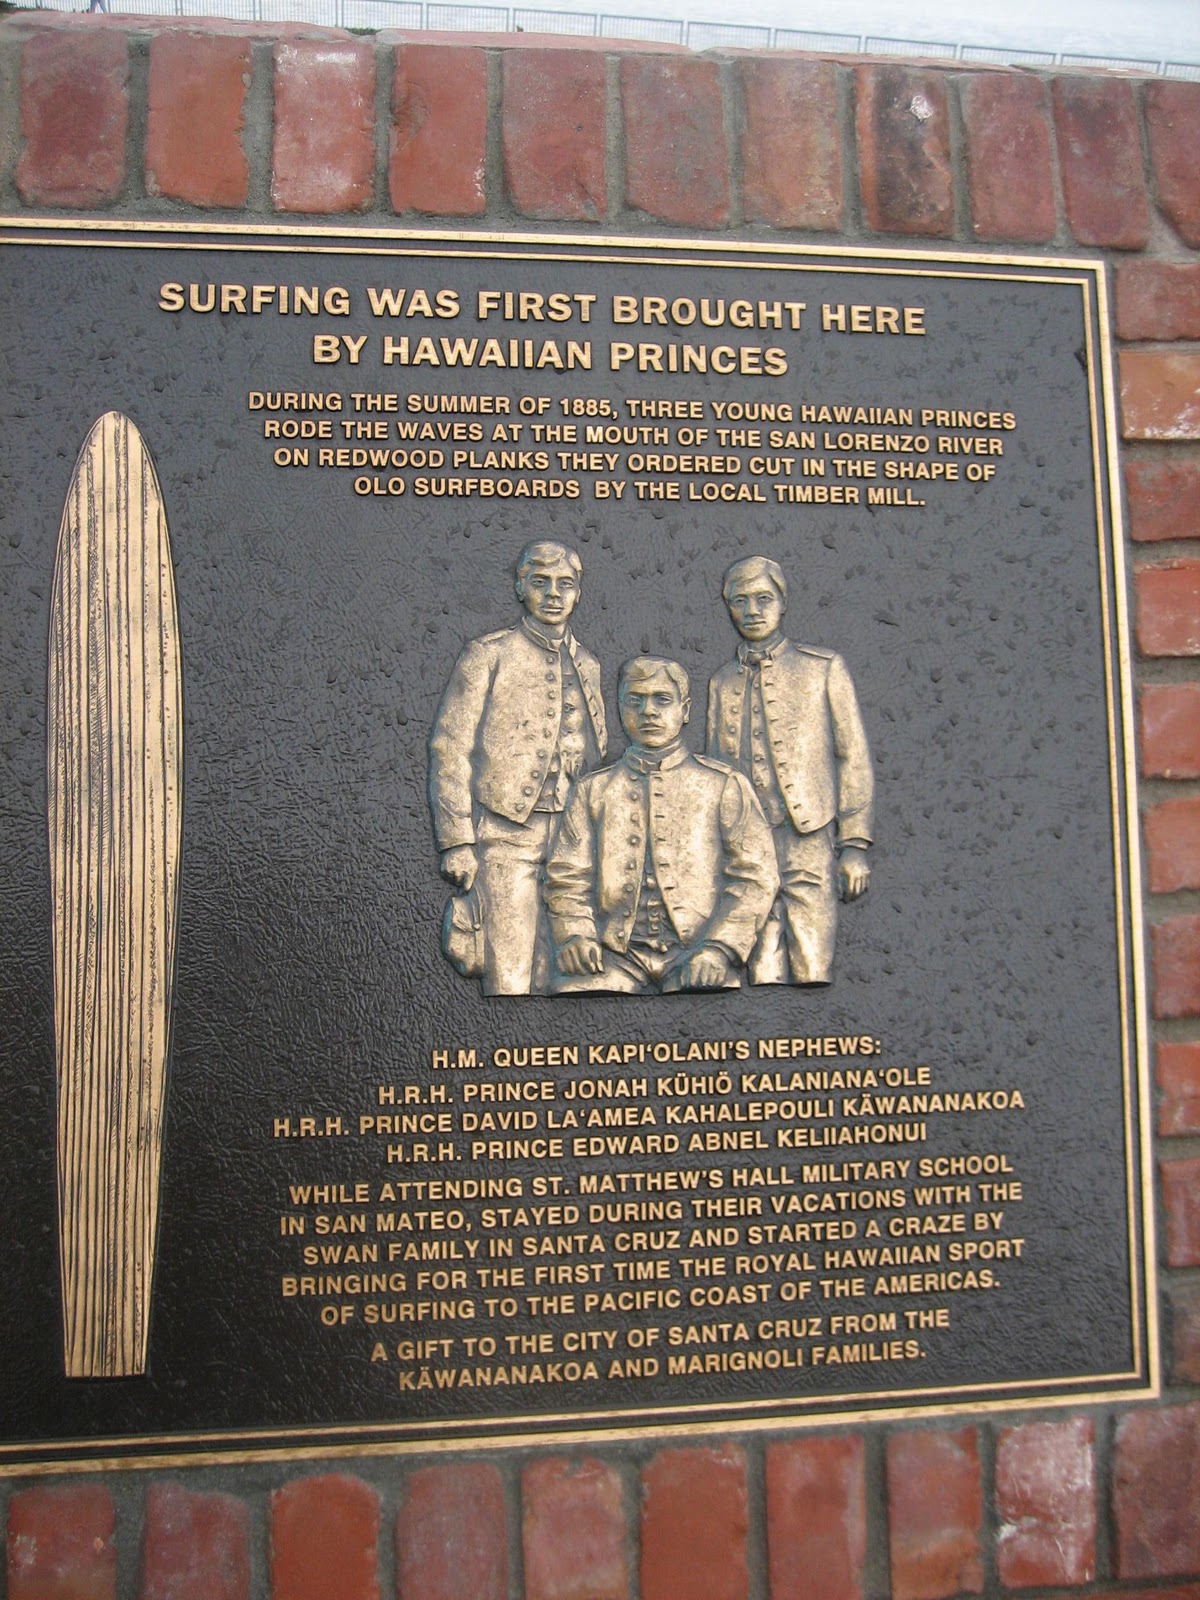 SURFING WAS FIRST BROUGHT HERE
BY HAWAIIAN PRINCES
DURING THE SUMMER OF 1885, THREE YOUNG HAWAIIAN PRINCES
RODE THE WAVES AT THE MOUTH OF THE SAN LORENZO RIVER
ON REDWOOD PLANKS THEY ORDERED CUT IN THE SHAPE OF
OLO SURFBOARDS BY THE LOCAL TIMBER MILL.
H.M. QUEEN KAPI‘OLANI'S NEPHEWS:
H.R.H. PRINCE JONAH KÜHIÖ KALANIANA‘OLE
H.R.H. PRINCE DAVID LA‘AMEA KAHALEPOULI KÄWANANAKOA
H.R.H. PRINCE EDWARD ABNEL KELIIAHONUI
WHILE ATTENDING ST. MATTHEW'S HALL MILITARY SCHOOL
IN SAN MATEO, STAYED DURING THEIR VACATIONS WITH THE
SWAN FAMILY IN SANTA CRUZ AND STARTED A CRAZE BY
BRINGING FOR THE FIRST TIME THE ROYAL HAWAIIAN SPORT
OF SURFING TO THE PACIFIC COAST OF THE AMERICAS.
A GIFT TO THE CITY OF SANTA CRUZ FROM THE
KÄWANANAKOA AND MARIGNOLI FAMILIES.